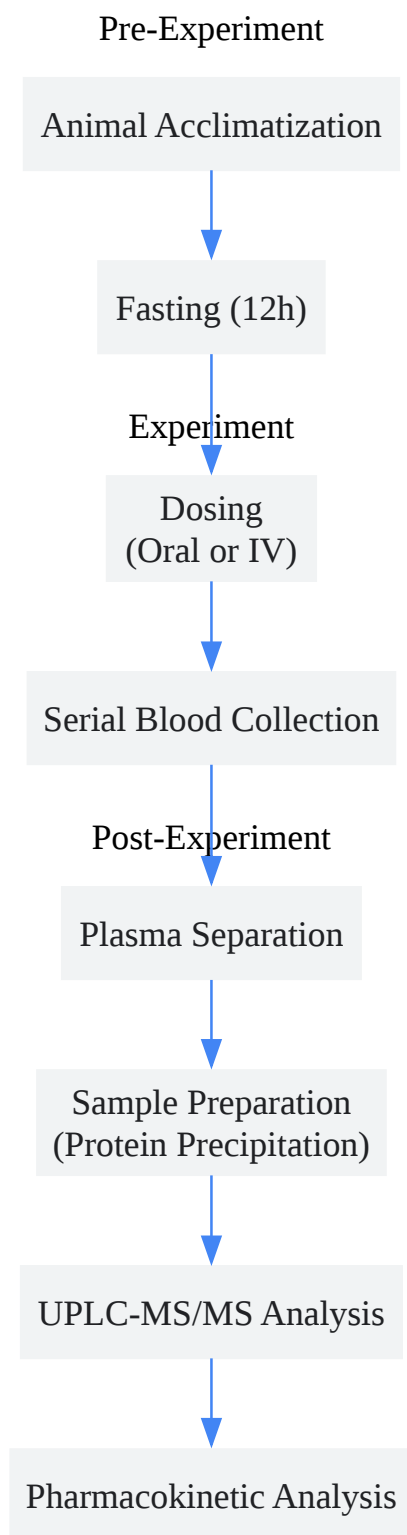 Pre-Experiment
Animal Acclimatization
Fasting (12h)
Experiment
Dosing
(Oral or IV)
Serial Blood Collection
Post-Experiment
Plasma Separation
Sample Preparation
(Protein Precipitation)
UPLC-MS/MS Analysis
Pharmacokinetic Analysis